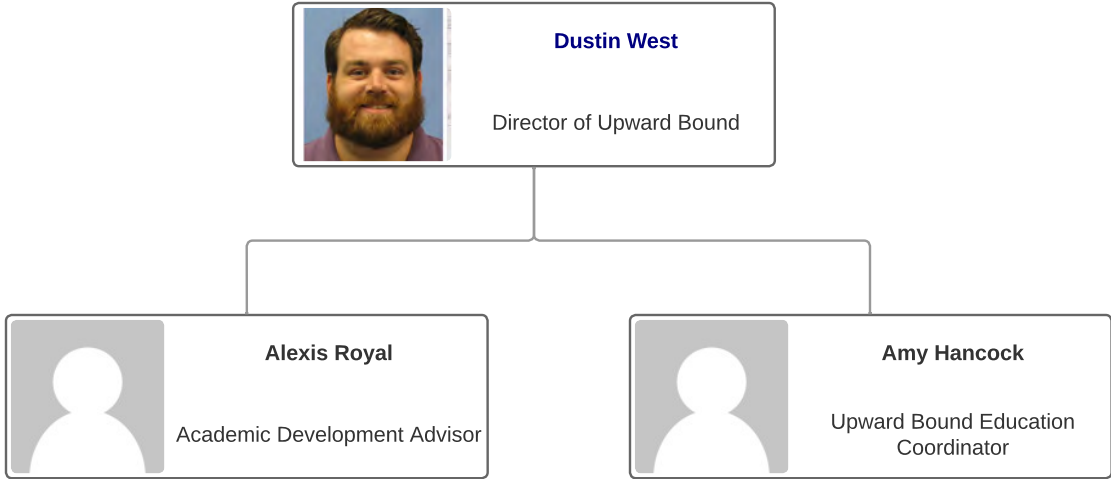 Dustin West
Director of Upward Bound
Alexis Royal
Academic Development Advisor
Amy Hancock
Upward Bound Education
Coordinator